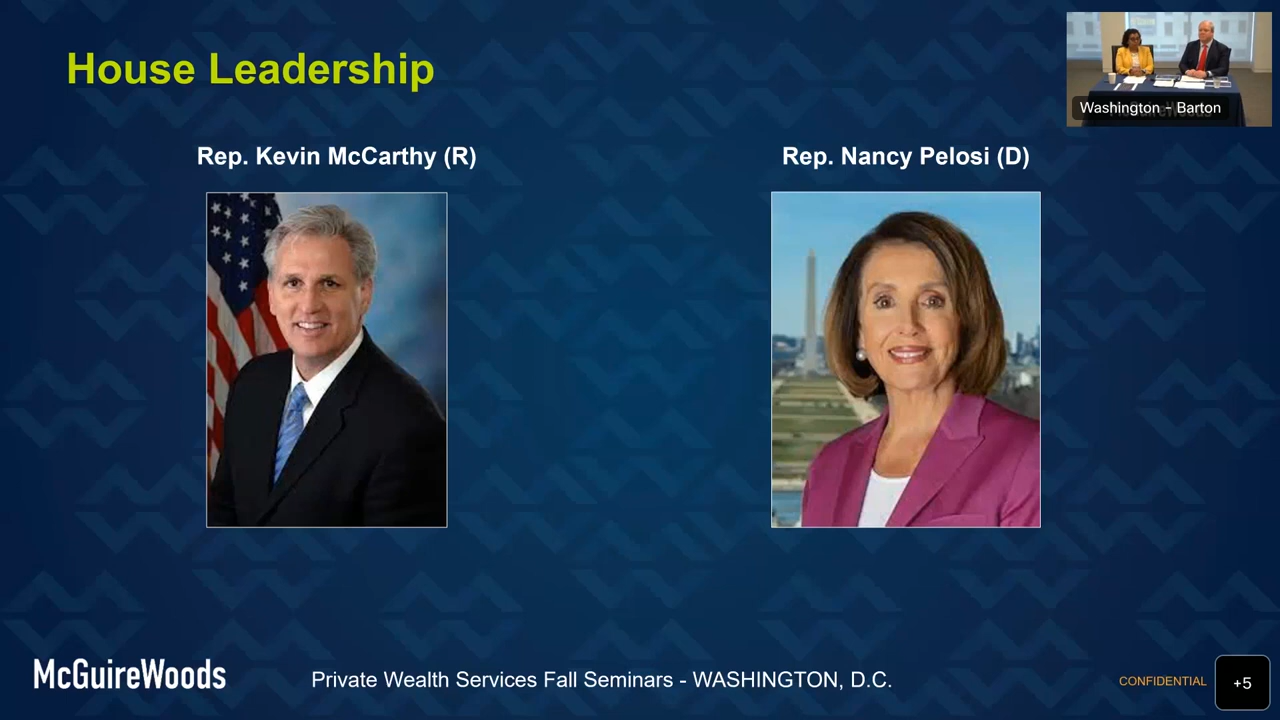 House Leadership
Washington - Barton
Rep. Kevin McCarthy (R)
Rep. Nancy Pelosi (D)
McGuireWoods
Private Wealth Services Fall Seminars - WASHINGTON, D.C.
CONFIDENTIAL
+5